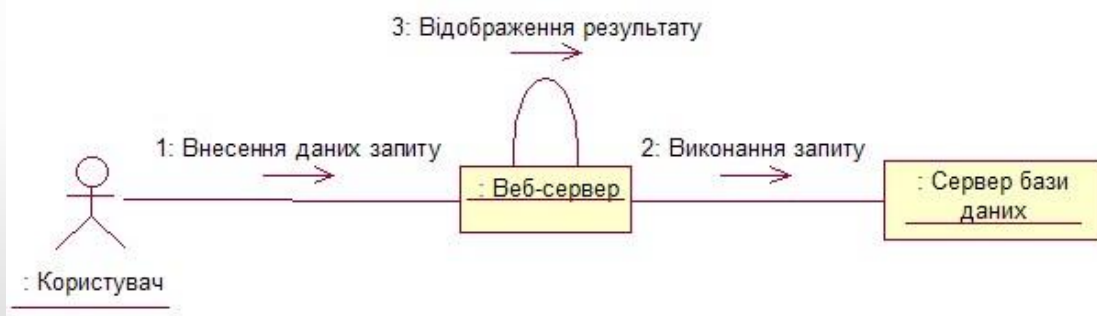 3: Відображення результату
1: Внесення даних запиту
2: Виконання запиту
: Веб-сервер
: Сервер бази
даних
: Користувач